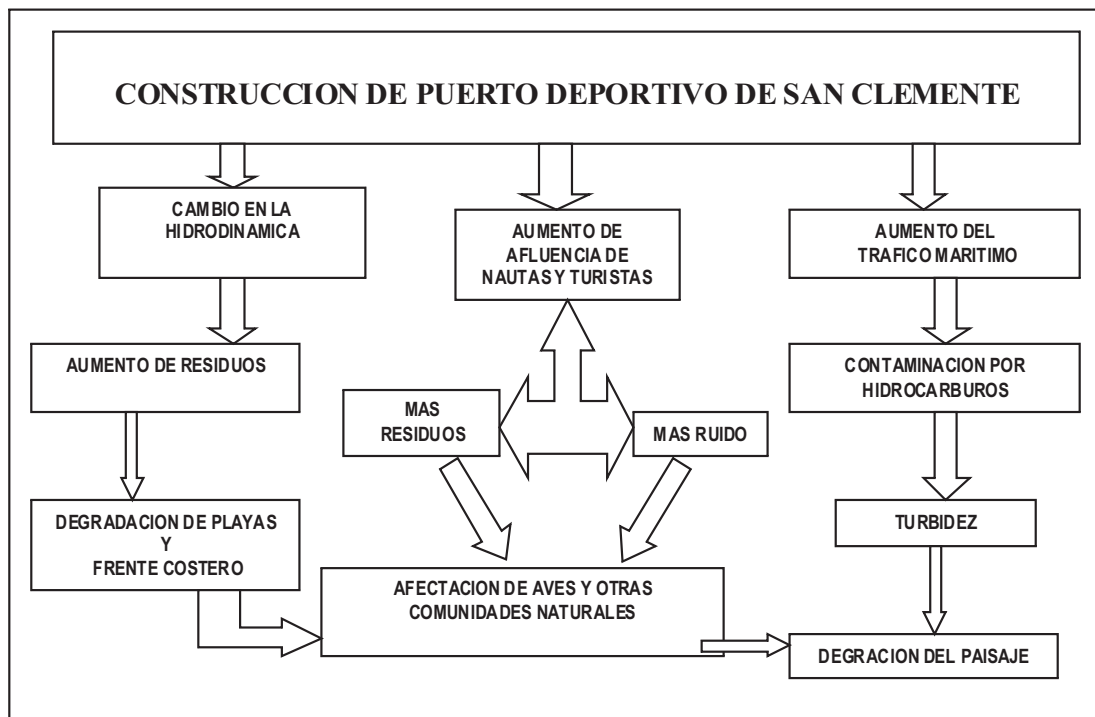 CONSTRUCCION DE PUERTO DEPORTIVO DE SAN CLEMENTE
CAMBIO EN LA
HIDRODINAMICA
AUMENTO DE
AFLUENCIA DE
NAUTAS Y TURISTAS
AUMENTO DEL
TRAFICO MARITIMO
AUMENTO DE RESIDUOS
CONTAMINACION POR
HIDROCARBUROS
MAS
RESIDUOS
MAS RUIDO
DEGRADACION DE PLAYAS
Y
FRENTE COSTERO
TURBIDEZ
AFECTACION DE AVES Y OTRAS
COMUNIDADES NATURALES
DEGRACION DEL PAISAJE